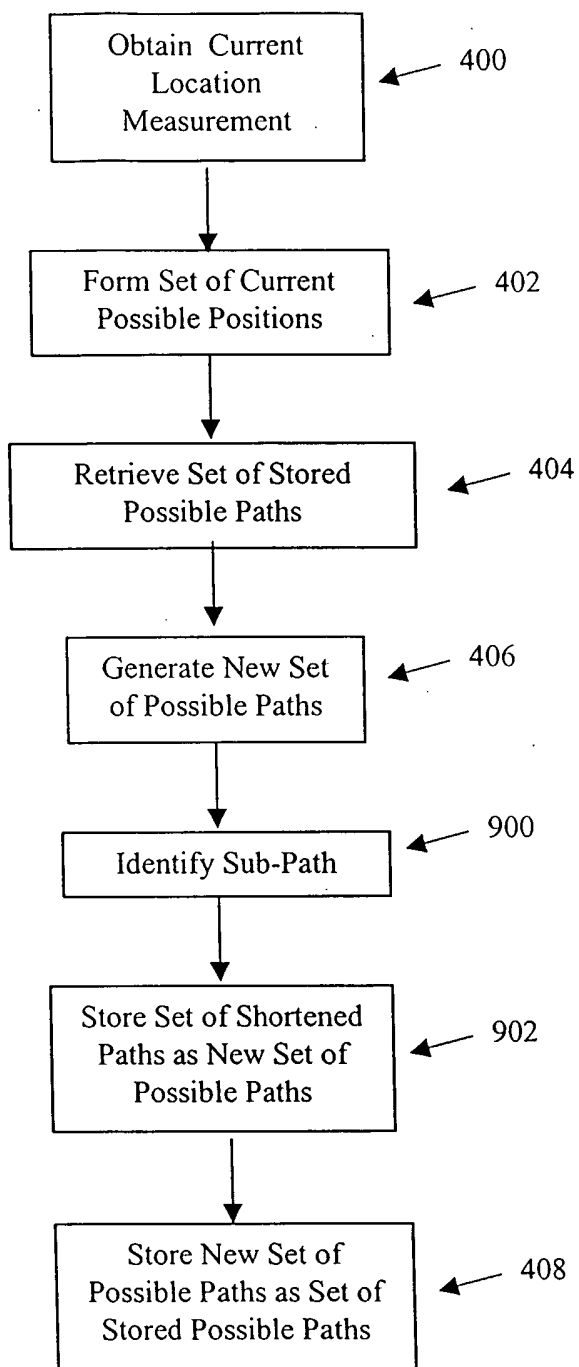 Obtain Current
Location
Measurement
400
Form Set of Current
Possible Positions
402
Retrieve Set of Stored
Possible Paths
404
Generate New Set
of Possible Paths
406
Identify Sub-Path
900
Store Set of Shortened
Paths as New Set of
Possible Paths
902
Store New Set of
Possible Paths as Set of
Stored Possible Paths
408